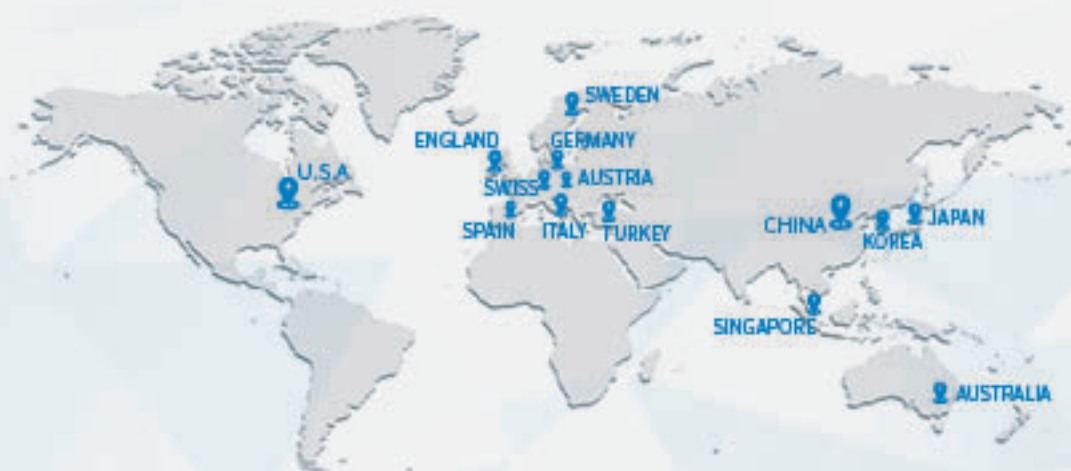 SWEDEN
ENGLAND
GERMANY
U.S.A
SWISS
AUSTRIA
SPAIN
ITALY
TURKEY
CHINA
KOREA
JAPAN
SINGAPORE
AUSTRALIA